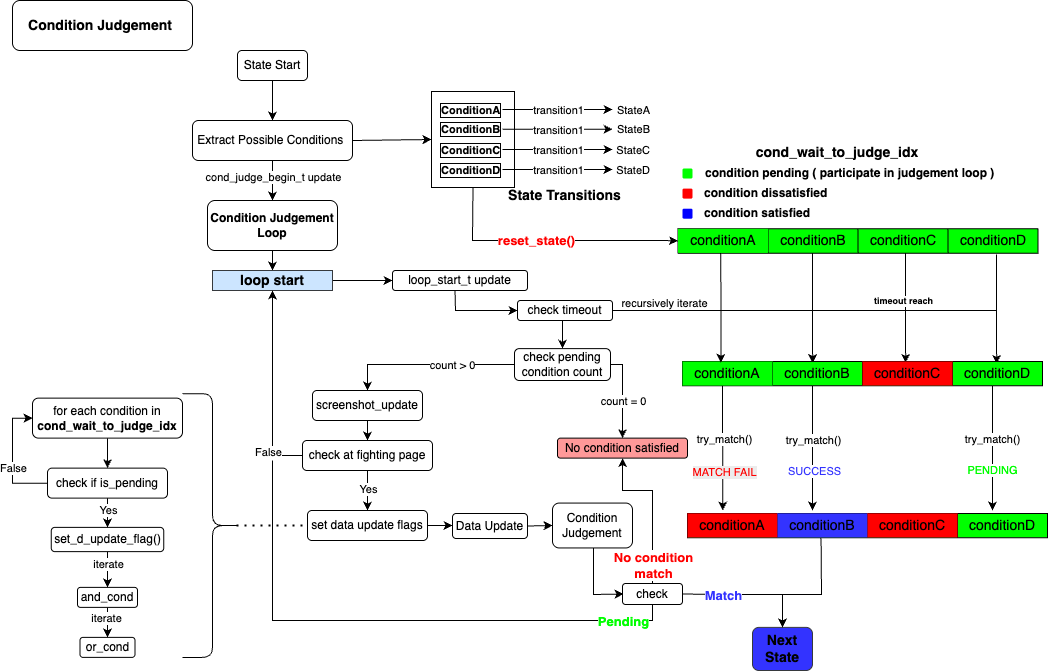 Condition Judgement
State Start
Extract Possible Conditions
cond_judge_begin_t update
Condition Judgement
Loop
loop start
ConditionA
transition1
StateA
ConditionB
transition1
StateB
ConditionC
transition1
StateC
ConditionD
transition1
StateD
State Transitions
reset_state()
cond_wait_to_judge_idx
condition pending ( participate in judgement loop )
condition dissatisfied
condition satisfied
conditionA
conditionB
conditionC
conditionD
loop_start_t update
check timeout
recursively iterate
timeout reach
check pending
condition count
count > 0
count = 0
conditionA
conditionB
conditionC
conditionD
screenshot_update
check at fighting page
False
Yes
No condition satisfied
try_match()
try_match()
try_match()
MATCH FAIL
SUCCESS
PENDING
for each condition in
cond_wait_to_judge_idx
False
check if is_pending
Yes
set_d_update_flag()
iterate
and_cond
iterate
or_cond
set data update flags
Data Update
Condition
Judgement
conditionA
conditionB
conditionC
conditionD
No condition
match
check
Match
Pending
Next
State